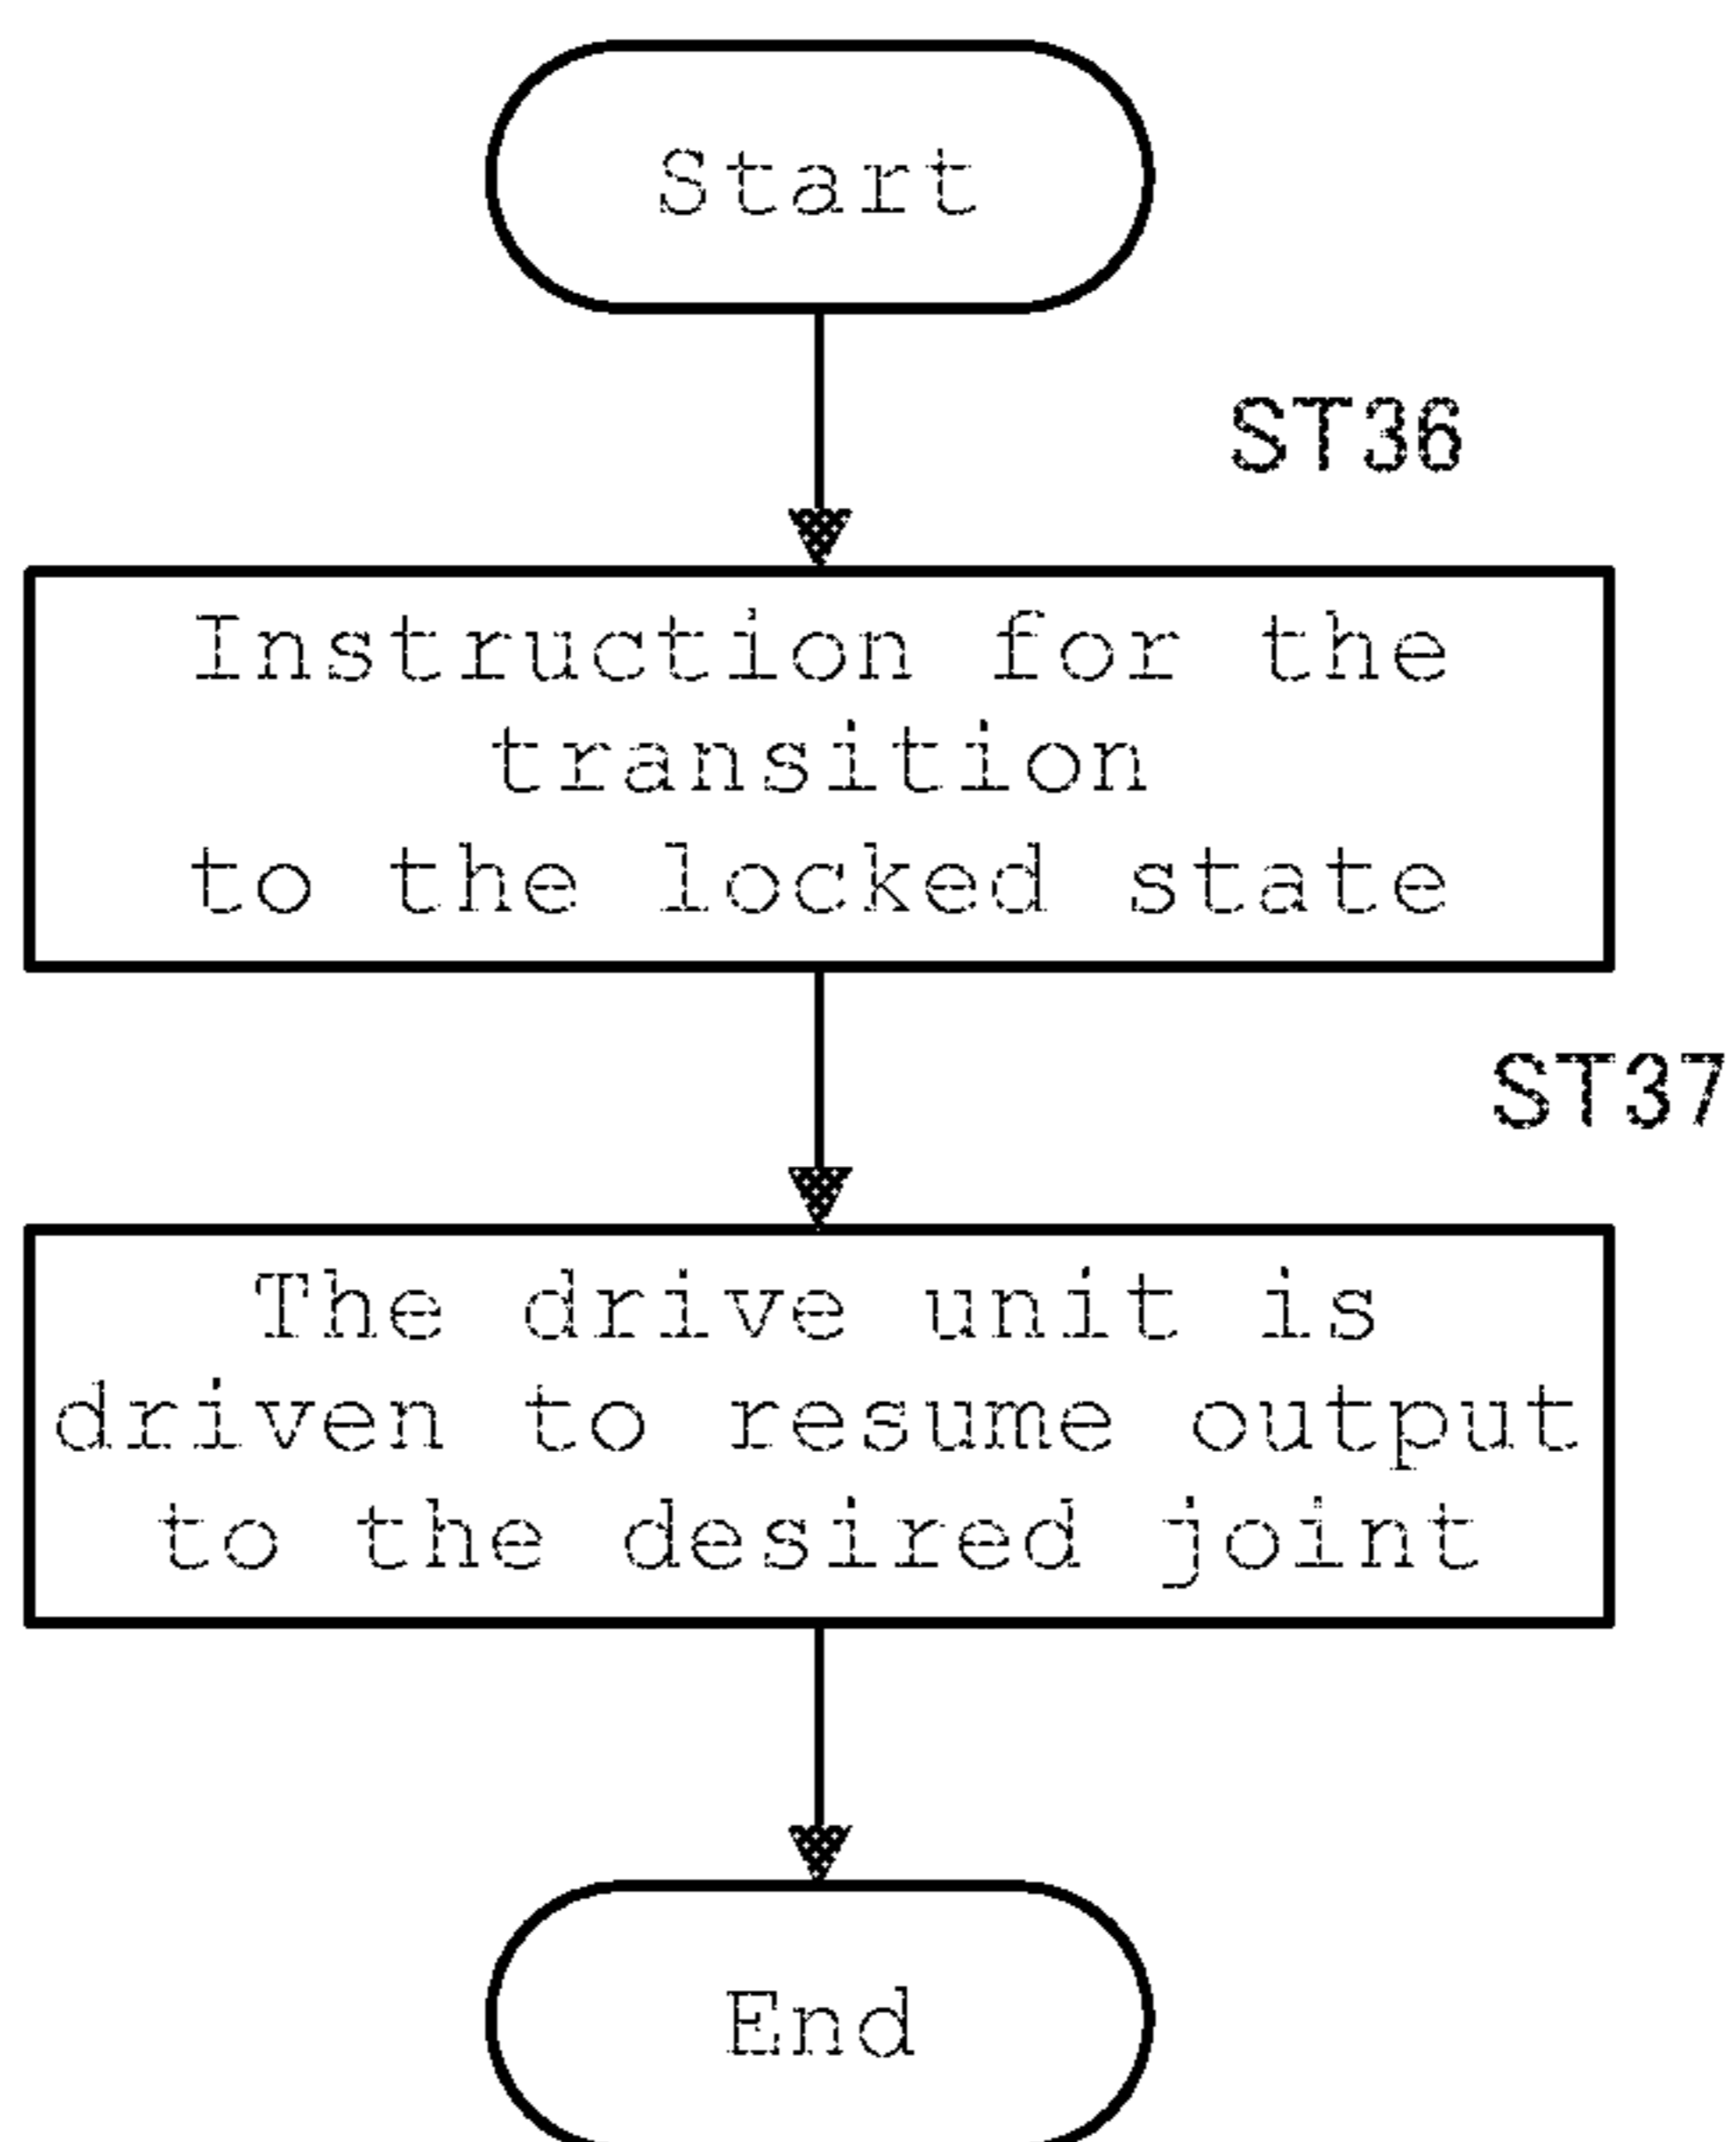 Start
ST36
Instruction for the
transition
to the locked state
ST37
The drive unit is
driven to resume output
to the desired joint
End